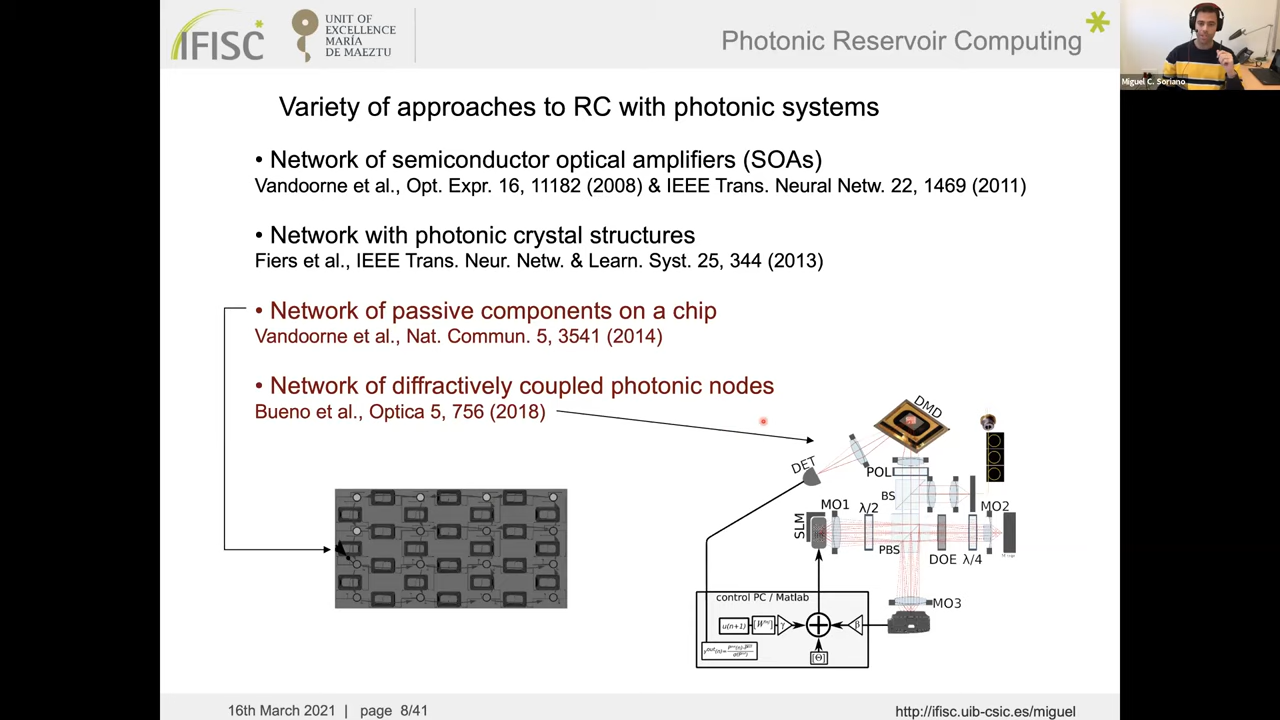 IFISC
UNIT OF
EXCELLENCE
MARÍA
DE MAEZTU
Photonic Reservoir Computing
Miguel C. Soriano
Variety of approaches to RC with photonic systems
• Network of semiconductor optical amplifiers (SOAs)
Vandoorne et al., Opt. Expr. 16, 11182 (2008) & IEEE Trans. Neural Netw. 22, 1469 (2011)
• Network with photonic crystal structures
Fiers et al., IEEE Trans. Neur. Netw. & Learn. Syst. 25, 344 (2013)
• Network of passive components on a chip
Vandoorne et al., Nat. Commun. 5, 3541 (2014)
• Network of diffractively coupled photonic nodes
Bueno et al., Optica 5, 756 (2018)
DMD
DET
POL
BS
SLM
MO1
λ/2
MO2
PBS
DOE
λ/4
MO3
control PC / Matlab
u(n+1)
γ
β
[Θ]
16th March 2021 | page 8/41
http://ifisc.uib-csic.es/miguel